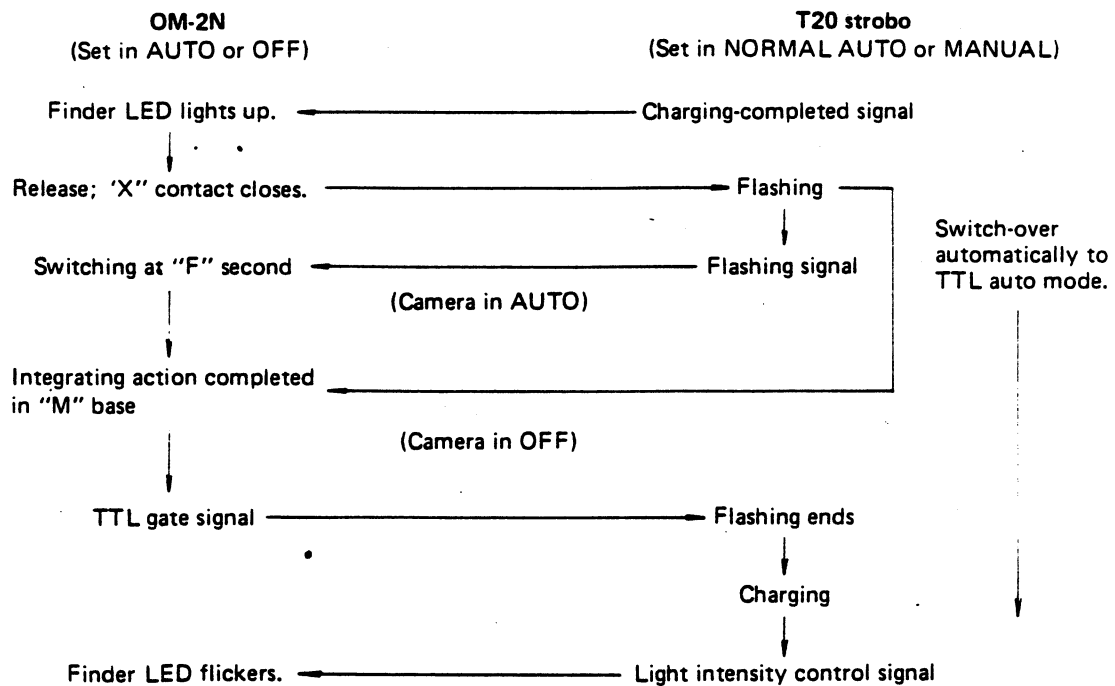 OM-2N
(Set in AUTO or OFF)
T20 strobo
(Set in NORMAL AUTO or MANUAL)
Finder LED lights up.
Charging-completed signal
Release; 'X" contact closes.
Flashing
Switch-over
automatically to
TTL auto mode.
Switching at "F" second
Flashing signal
(Camera in AUTO)
Integrating action completed
in "M" base
(Camera in OFF)
TTL gate signal
Flashing ends
Charging
Finder LED flickers.
Light intensity control signal